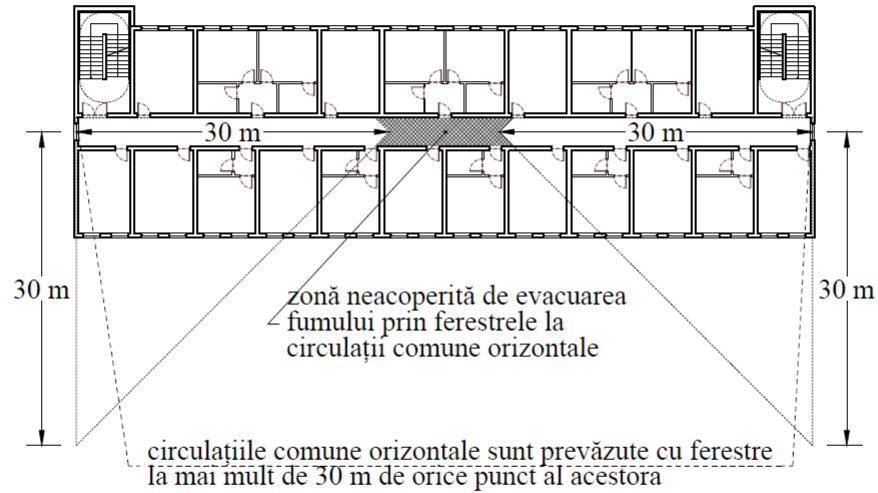 30 m
30 m
30 m
30 m
zonă neacoperită de evacuarea
fumului prin ferestrele la
circulații comune orizontale
circulațiile comune orizontale sunt prevăzute cu ferestre
la mai mult de 30 m de orice punct al acestora